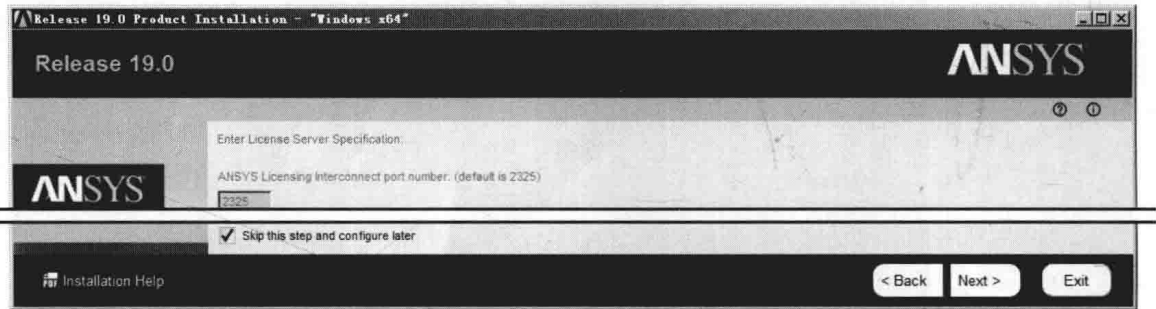 Release 19.0 Product Installation - "Windows x64"
Release 19.0
ANSYS
Enter License Server Specification:
ANSYS Licensing Interconnect port number: (default is 2325)
ANSYS
2325
Skip this step and configure later
Installation Help
< Back
Next >
Exit